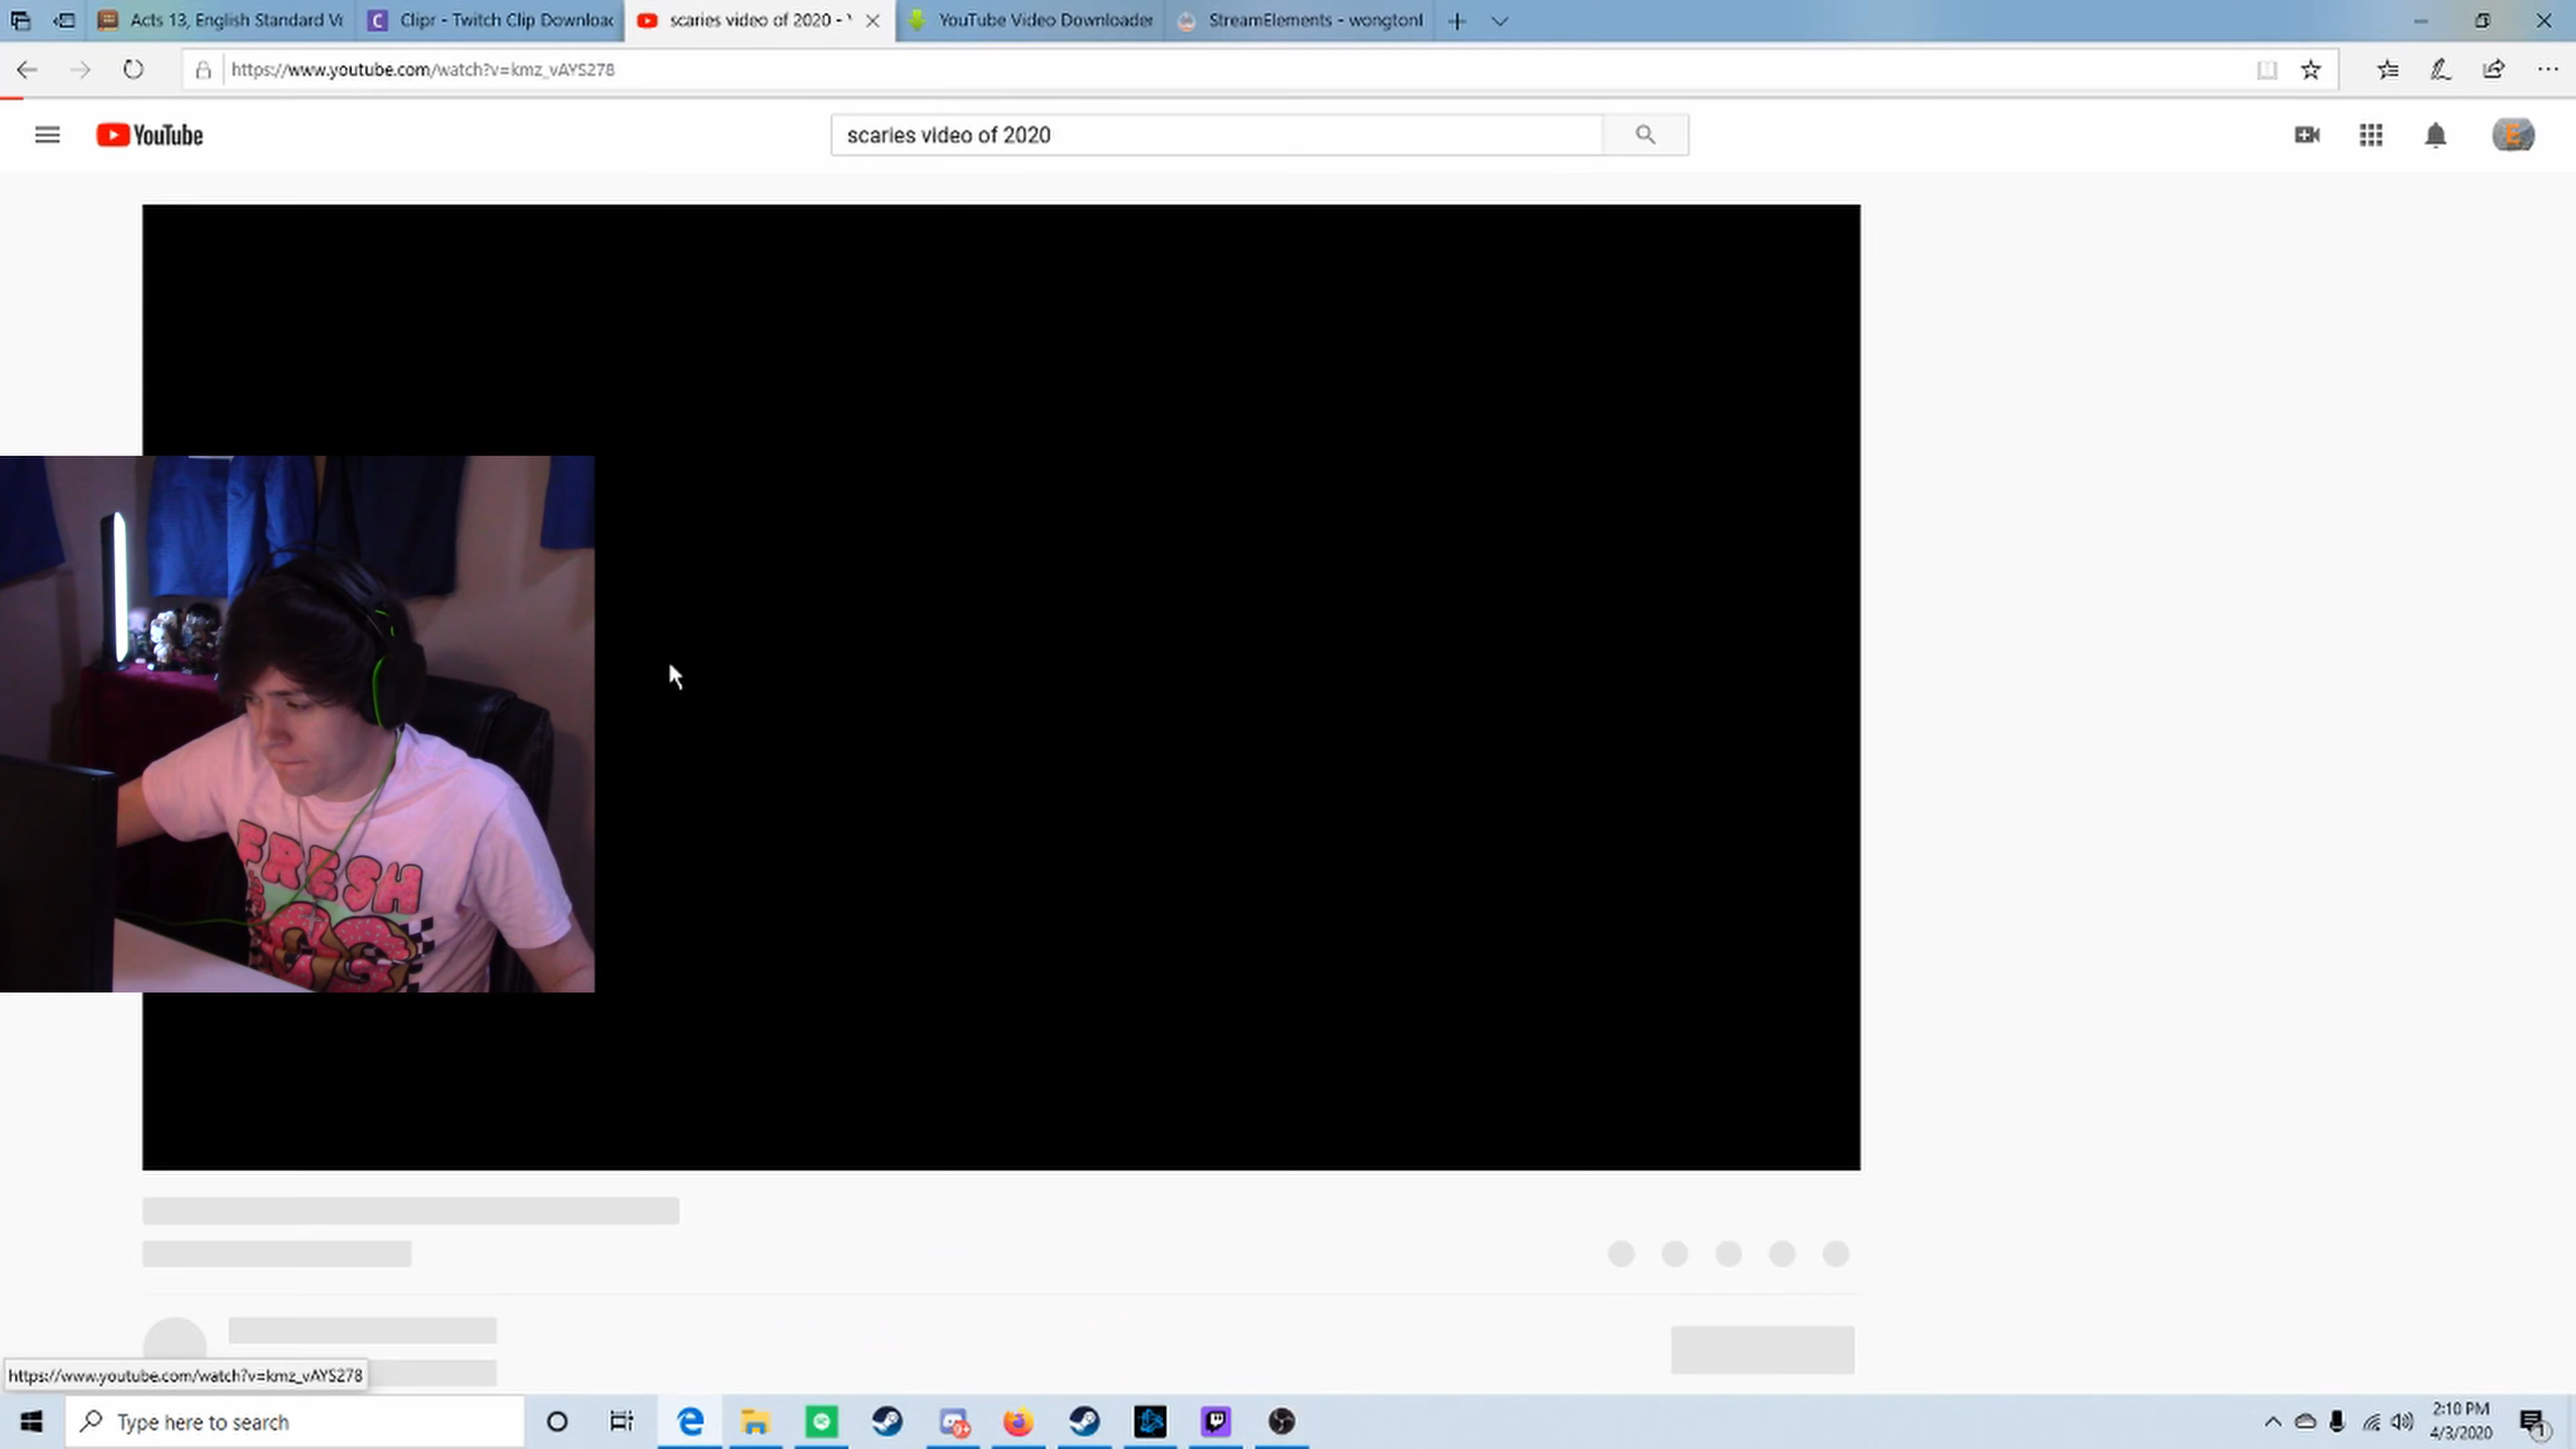 Acts 13, English Standard Ve
Clipr - Twitch Clip Downloac
scaries video of 2020 - Y
YouTube Video Downloader
StreamElements - wongtonl
https://www.youtube.com/watch?v=kmz_vAYS278
YouTube
scaries video of 2020
E
FRESH
https://www.youtube.com/watch?v=kmz_vAYS278
Type here to search
2:10 PM
4/3/2020